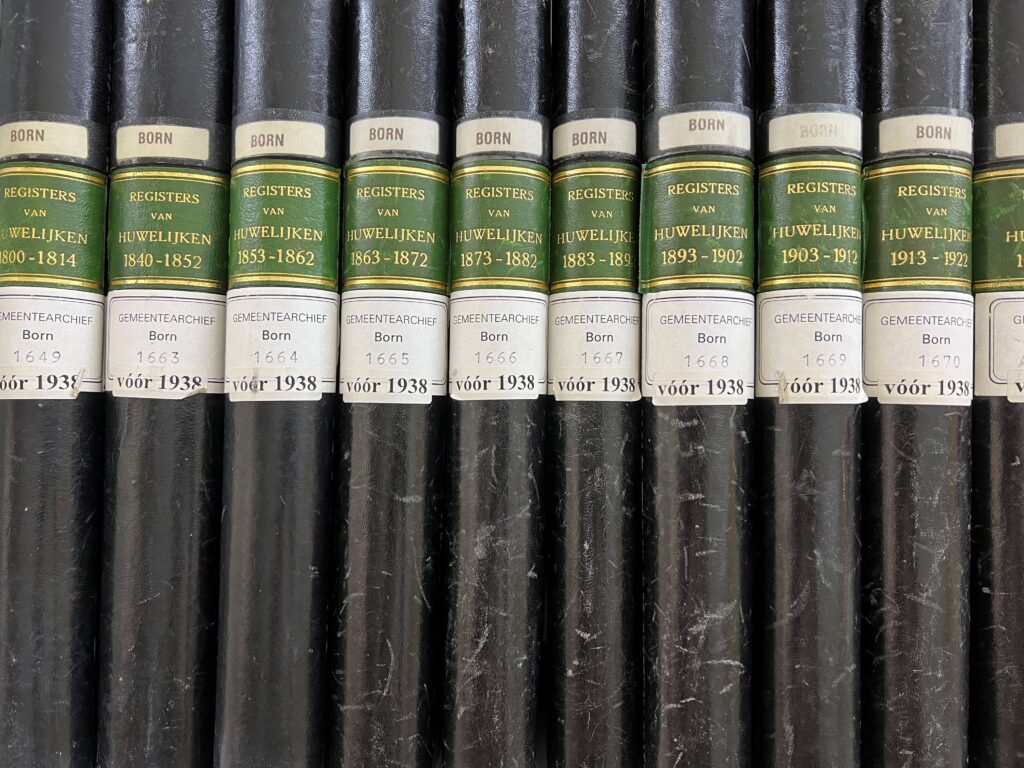 BORN
REGISTERS
VAN
HUWELIJKEN
1800-1814
GEMEENTEARCHIEF
Born
1649
vóór 1938
BORN
REGISTERS
VAN
HUWELIJKEN
1840-1852
GEMEENTEARCHIEF
Born
1663
vóór 1938
BORN
REGISTERS
VAN
HUWELIJKEN
1853-1862
GEMEENTEARCHIEF
Born
1664
vóór 1938
BORN
REGISTERS
VAN
HUWELIJKEN
1863-1872
GEMEENTEARCHIEF
Born
1665
vóór 1938
BORN
REGISTERS
VAN
HUWELIJKEN
1873-1882
GEMEENTEARCHIEF
Born
1666
vóór 1938
BORN
REGISTERS
VAN
HUWELIJKEN
GEMEENTEARCHIEF
Born
1667
vóór 1938
BORN
REGISTERS
VAN
HUWELIJKEN
1893-1902
GEMEENTEARCHIEF
Born
1668
vóór 1938
BORN
REGISTERS
VAN
HUWELIJKEN
1903-1912
GEMEENTEARCHIEF
Born
1669
vóór 1938
BORN
REGISTERS
VAN
HUWELIJKEN
1913-1922
GEMEENTEARCHIEF
Born
1670
vóór 1938